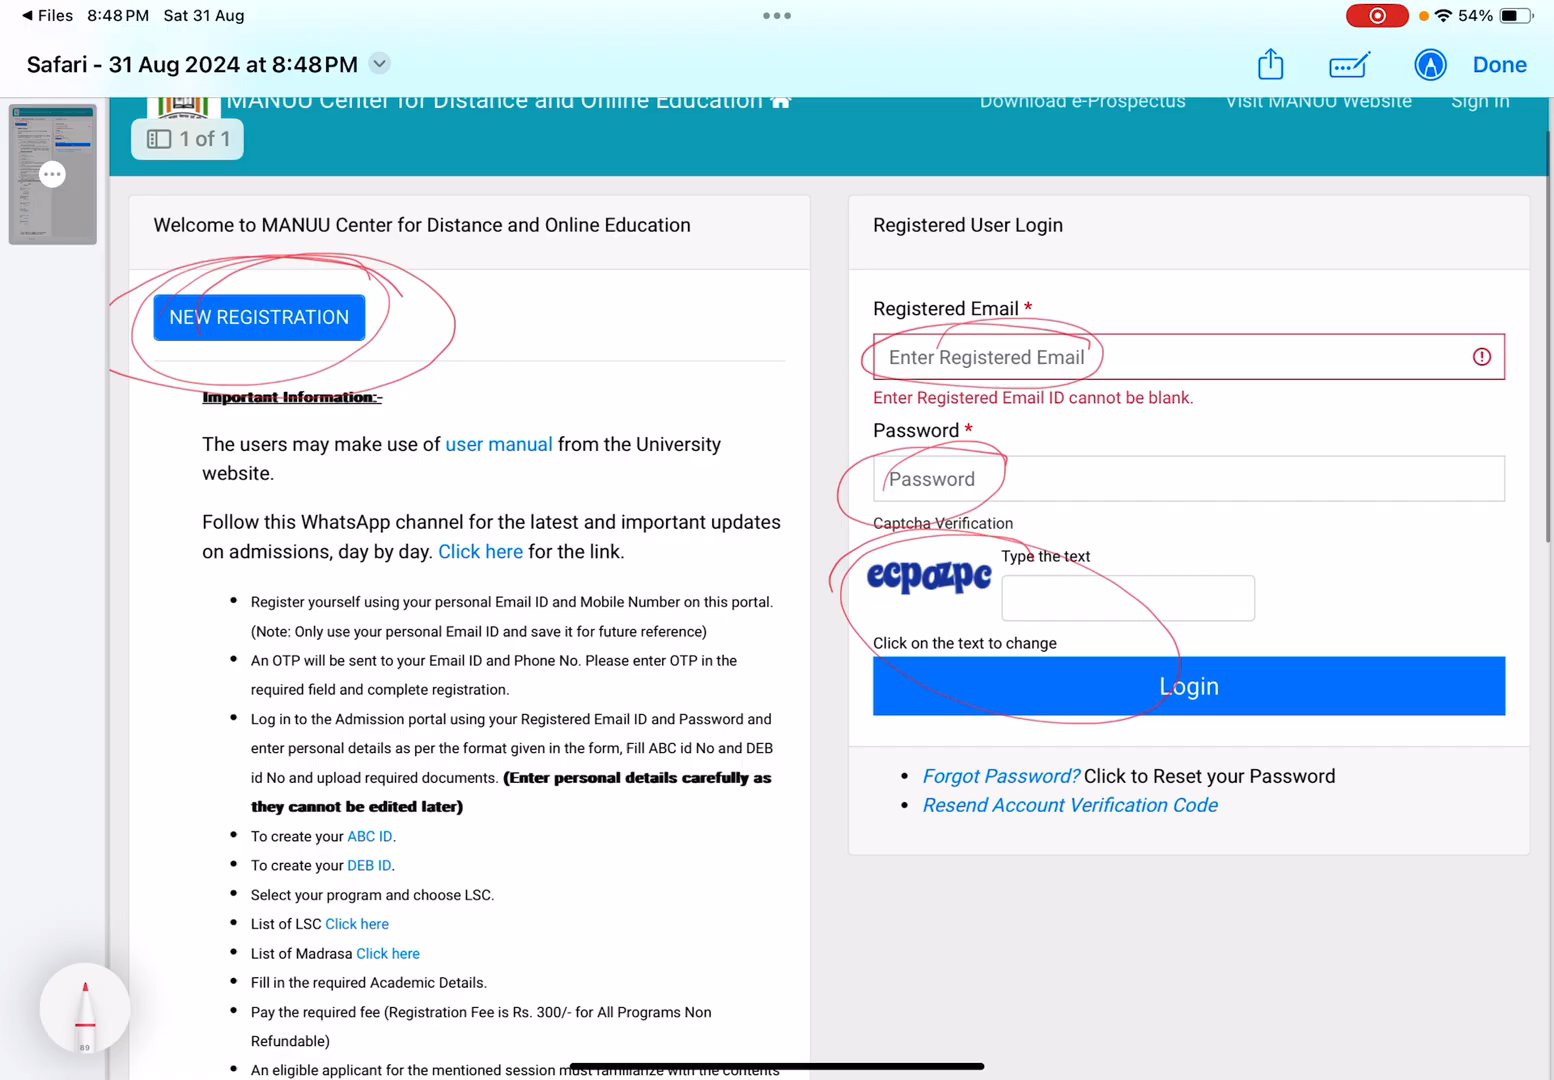 Files 8:48 PM Sat 31 Aug
54%
Safari - 31 Aug 2024 at 8:48 PM
Done
MANUU Center for Distance and Online Education
Download e-Prospectus Visit MANUU Website Sign In
1 of 1
Welcome to MANUU Center for Distance and Online Education
NEW REGISTRATION
Important Information:-
The users may make use of user manual from the University
website.
Follow this WhatsApp channel for the latest and important updates
on admissions, day by day. Click here for the link.
Register yourself using your personal Email ID and Mobile Number on this portal.
(Note: Only use your personal Email ID and save it for future reference)
An OTP will be sent to your Email ID and Phone No. Please enter OTP in the
required field and complete registration.
Log in to the Admission portal using your Registered Email ID and Password and
enter personal details as per the format given in the form, Fill ABC id No and DEB
id No and upload required documents. (Enter personal details carefully as
they cannot be edited later)
To create your ABC ID.
To create your DEB ID.
Select your program and choose LSC.
List of LSC Click here
List of Madrasa Click here
Fill in the required Academic Details.
Pay the required fee (Registration Fee is Rs. 300/- for All Programs Non
Refundable)
An eligible applicant for the mentioned session must familiarize with the contents
Registered User Login
Registered Email *
Enter Registered Email
Enter Registered Email ID cannot be blank.
Password *
Password
Captcha Verification
Type the text
ecpozpc
Click on the text to change
Login
Forgot Password? Click to Reset your Password
Resend Account Verification Code
89